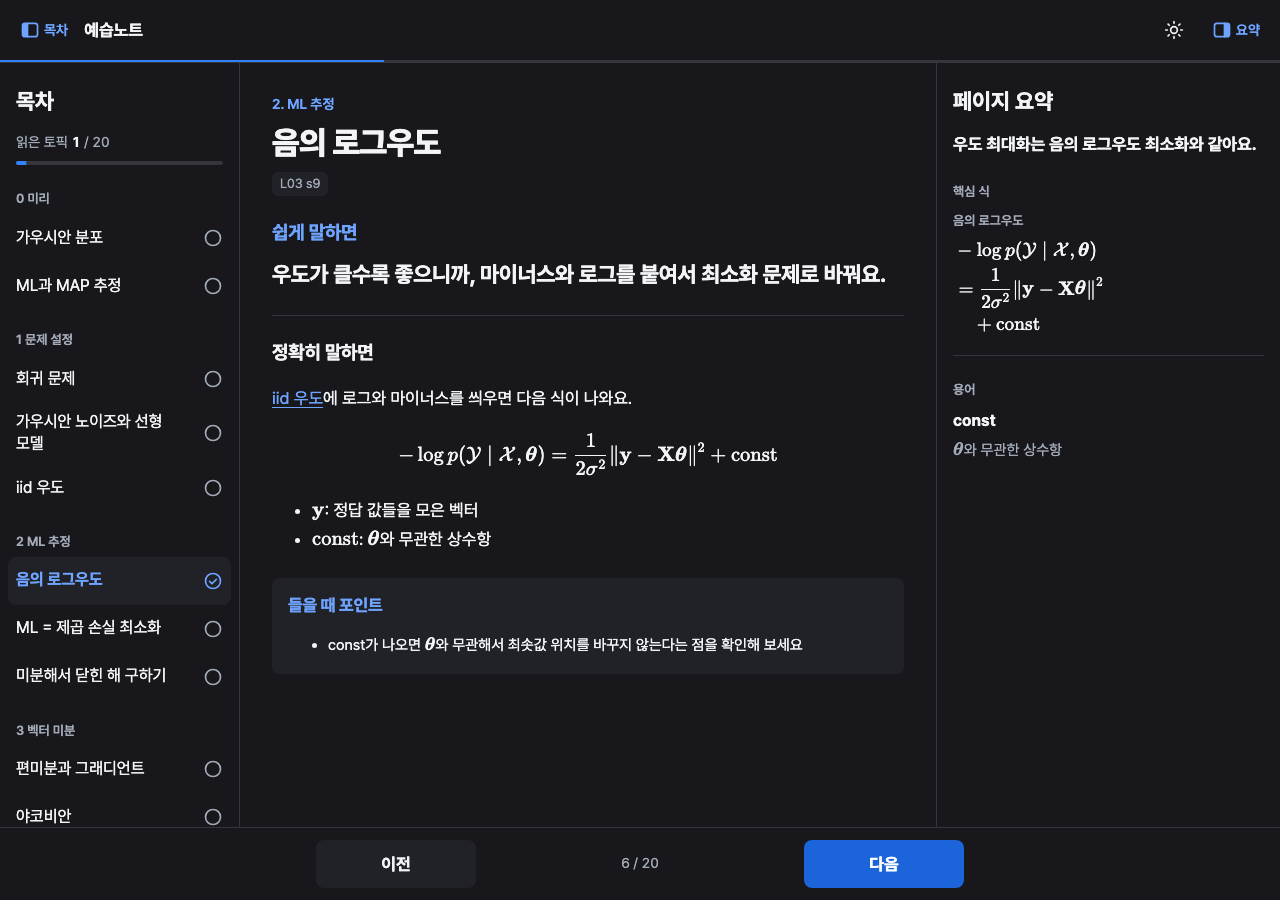 목차
예습노트
요약
목차
읽은 토픽 1 / 20
0 미리
가우시안 분포
ML과 MAP 추정
1 문제 설정
회귀 문제
가우시안 노이즈와 선형
모델
iid 우도
2 ML 추정
음의 로그우도
ML = 제곱 손실 최소화
미분해서 닫힌 해 구하기
3 벡터 미분
편미분과 그래디언트
야코비안
2. ML 추정
음의 로그우도
L03 s9
쉽게 말하면
우도가 클수록 좋으니까, 마이너스와 로그를 붙여서 최소화 문제로 바꿔요.
정확히 말하면
iid 우도에 로그와 마이너스를 씌우면 다음 식이 나와요.
− log p(𝒴 | 𝒳, 𝜽) = 1/2σ² ‖𝐲 − 𝐗𝜽‖² + const
• 𝐲: 정답 값들을 모은 벡터
• const: 𝜽와 무관한 상수항
들을 때 포인트
• const가 나오면 𝜽와 무관해서 최솟값 위치를 바꾸지 않는다는 점을 확인해 보세요
페이지 요약
우도 최대화는 음의 로그우도 최소화와 같아요.
핵심 식
음의 로그우도
− log p(𝒴 | 𝒳, 𝜽)
= 1/2σ² ‖𝐲 − 𝐗𝜽‖²
+ const
용어
const
𝜽와 무관한 상수항
이전
6 / 20
다음